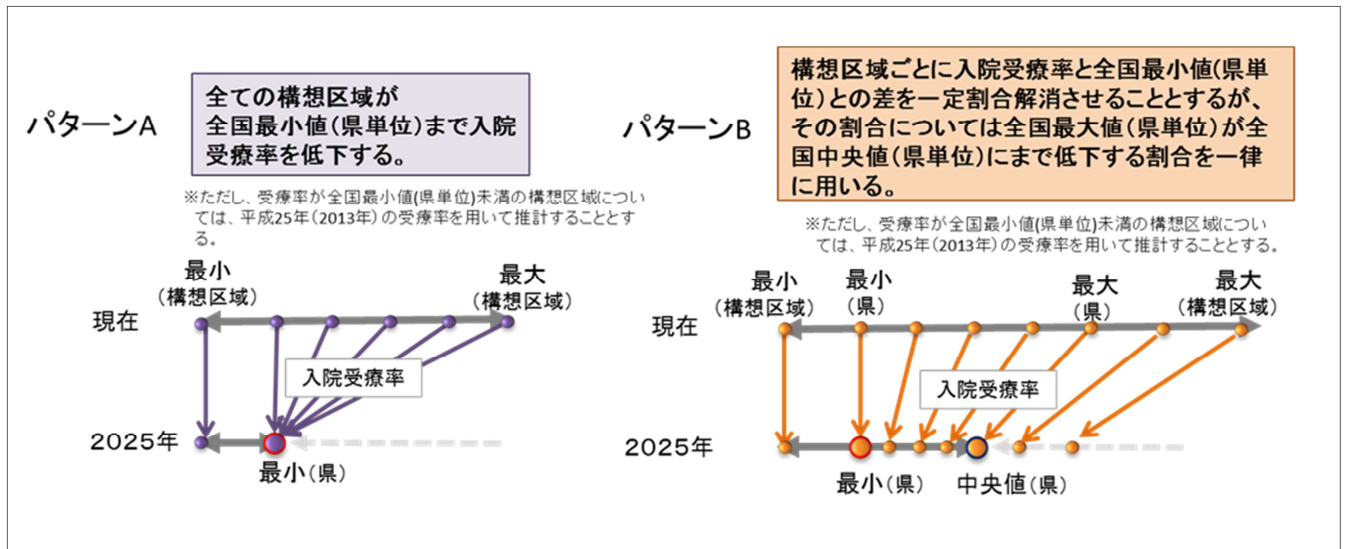 パターンA
全ての構想区域が
全国最小値(県単位)まで入院
受療率を低下する。
※ただし、受療率が全国最小値(県単位)未満の構想区域につい
ては、平成25年(2013年)の受療率を用いて推計することとす
る。
最小
(構想区域)
最大
(構想区域)
現在
入院受療率
2025年
最小(県)
パターンB
構想区域ごとに入院受療率と全国最小値(県単
位)との差を一定割合解消させることとするが、
その割合については全国最大値(県単位)が全
国中央値(県単位)にまで低下する割合を一律
に用いる。
※ただし、受療率が全国最小値(県単位)未満の構想区域につい
ては、平成25年(2013年)の受療率を用いて推計することとする。
最小
(構想区域)
最小
(県)
最大
(県)
最大
(構想区域)
現在
入院受療率
2025年
最小(県)
中央値(県)